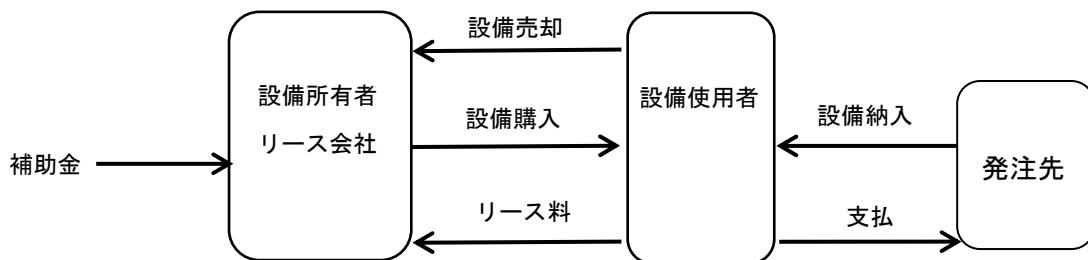 設備売却
設備所有者
リース会社
設備使用者
設備購入
設備納入
補助金
発注先
リース料
支払